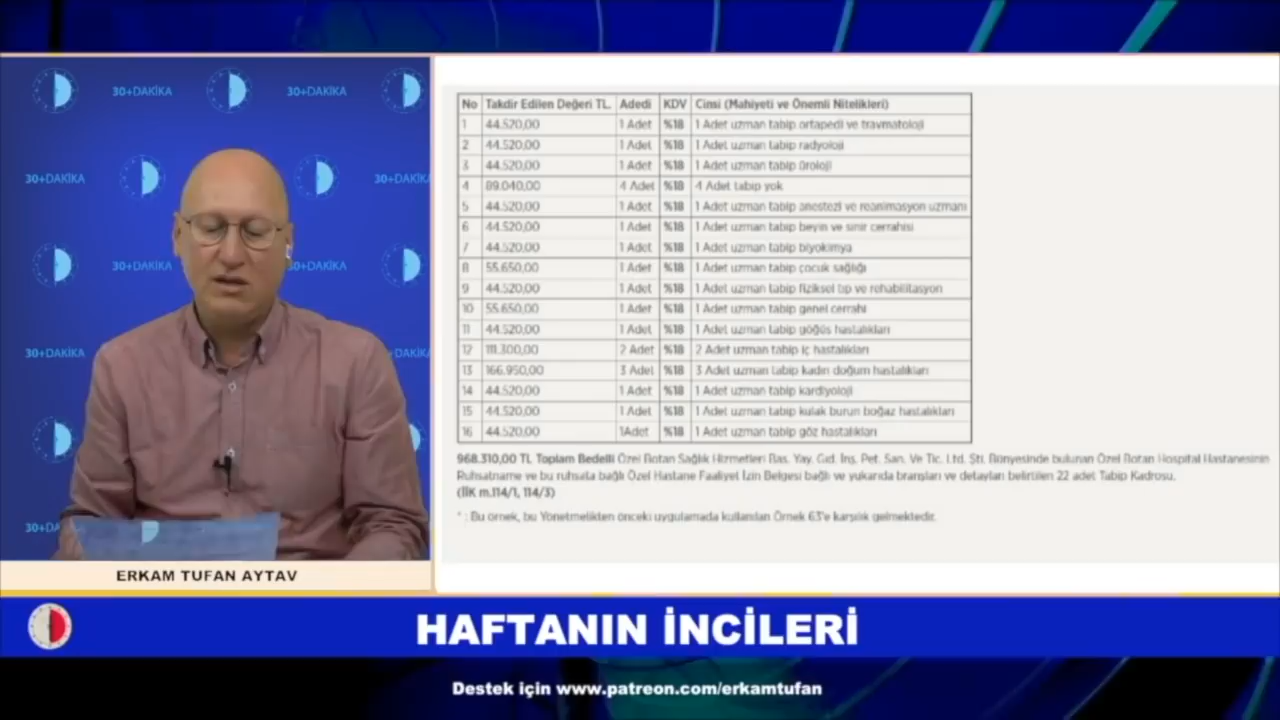 30+DAKİKA
30+DAKİKA
30+DAKİKA
30+DAKİKA
30+DAKİKA
30+DAKİKA
30+DAKİKA
DAKİKA
30+DA
ERKAM TUFAN AYTAV
No Takdir Edilen Değeri TL. Adedi KDV Cinsi (Mahiyeti ve Önemli Nitelikleri)
1 44.520,00 1 Adet %18 1 Adet uzman tabip ortapedi ve travmatoloji
2 44.520,00 1 Adet %18 1 Adet uzman tabip radyoloji
3 44.520,00 1 Adet %18 1 Adet uzman tabip üroloji
4 89.040,00 4 Adet %18 4 Adet tabip yok
5 44.520,00 1 Adet %18 1 Adet uzman tabip anestezi ve reanimasyon uzmanı
6 44.520,00 1 Adet %18 1 Adet uzman tabip beyin ve sinir cerrahisi
7 44.520,00 1 Adet %18 1 Adet uzman tabip biyokimya
8 55.650,00 1 Adet %18 1 Adet uzman tabip çocuk sağlığı
9 44.520,00 1 Adet %18 1 Adet uzman tabip fiziksel tıp ve rehabilitasyon
10 55.650,00 1 Adet %18 1 Adet uzman tabip genel cerrahi
11 44.520,00 1 Adet %18 1 Adet uzman tabip göğüs hastalıkları
12 111.300,00 2 Adet %18 2 Adet uzman tabip iç hastalıkları
13 166.950,00 3 Adet %18 3 Adet uzman tabip kadın doğum hastalıkları
14 44.520,00 1 Adet %18 1 Adet uzman tabip kardiyoloji
15 44.520,00 1 Adet %18 1 Adet uzman tabip kulak burun boğaz hastalıkları
16 44.520,00 1Adet %18 1 Adet uzman tabip göz hastalıkları
968.310,00 TL Toplam Bedelli Özel Botan Sağlık Hizmetleri Bas. Yay. Gıd. İnş. Pet. San. Ve Tic. Ltd. Şti. Bünyesinde bulunan Özel Botan Hospital Hastanesinin
Ruhsatname ve bu ruhsata bağlı Özel Hastane Faaliyet İzin Belgesi bağlı ve yukarıda branşları ve detayları belirtilen 22 adet Tabip Kadrosu.
(İİK m.114/1, 114/3)
* : Bu örnek, bu Yönetmelikten önceki uygulamada kullanılan Örnek 63'e karşılık gelmektedir.
HAFTANIN İNCİLERİ
Destek için www.patreon.com/erkamtufan